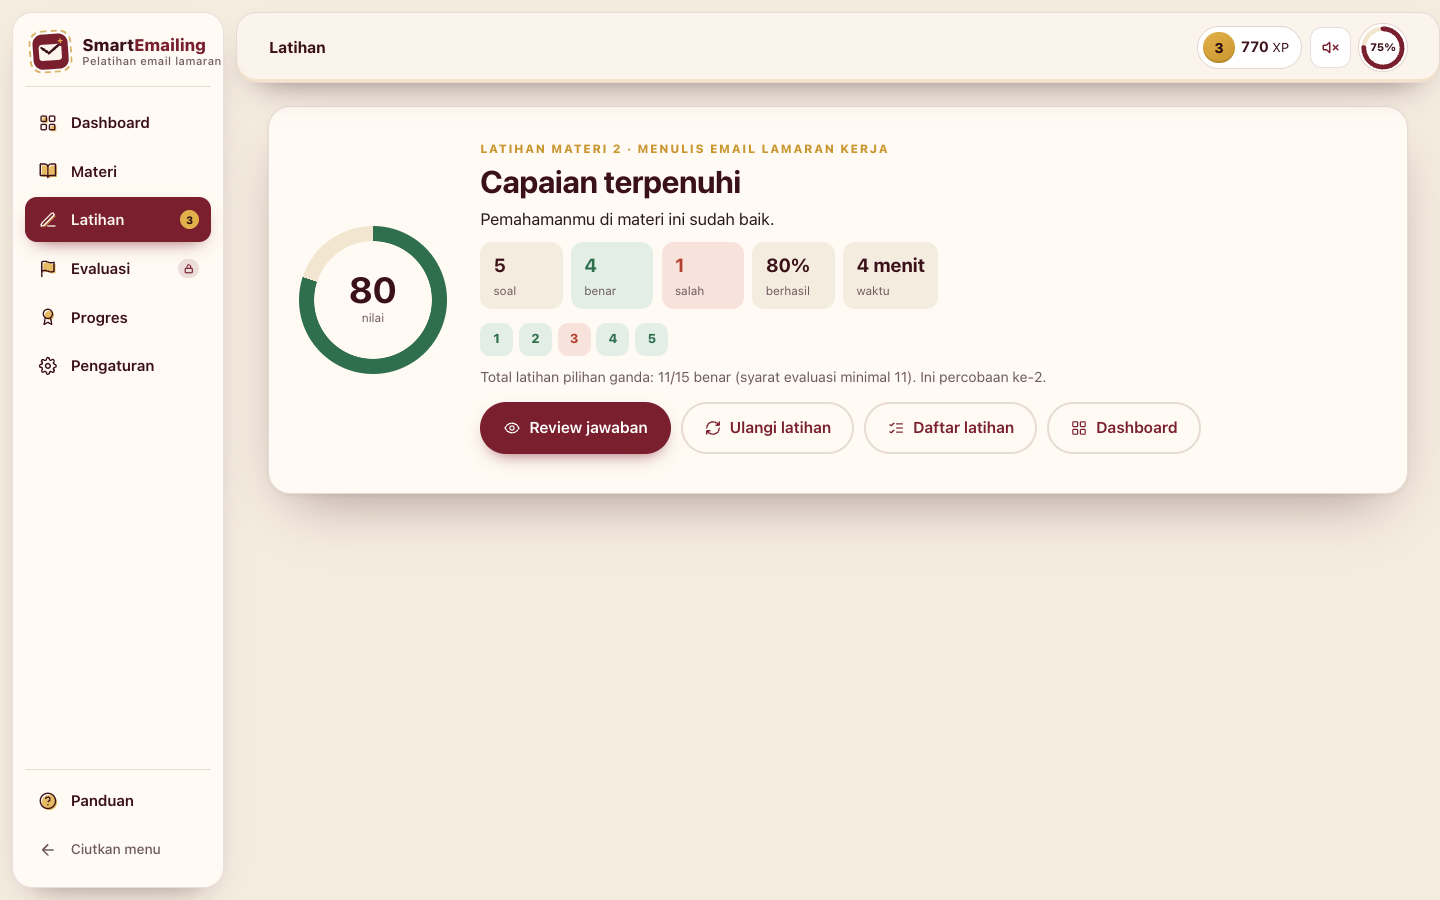 SmartEmailing
Pelatihan email lamaran
Dashboard
Materi
Latihan 3
Evaluasi
Progres
Pengaturan
Panduan
Ciutkan menu
Latihan
3 770 XP
75%
LATIHAN MATERI 2 · MENULIS EMAIL LAMARAN KERJA
Capaian terpenuhi
Pemahamanmu di materi ini sudah baik.
80
nilai
5 4 1 80% 4 menit
soal benar salah berhasil waktu
1 2 3 4 5
Total latihan pilihan ganda: 11/15 benar (syarat evaluasi minimal 11). Ini percobaan ke-2.
Review jawaban Ulangi latihan Daftar latihan Dashboard